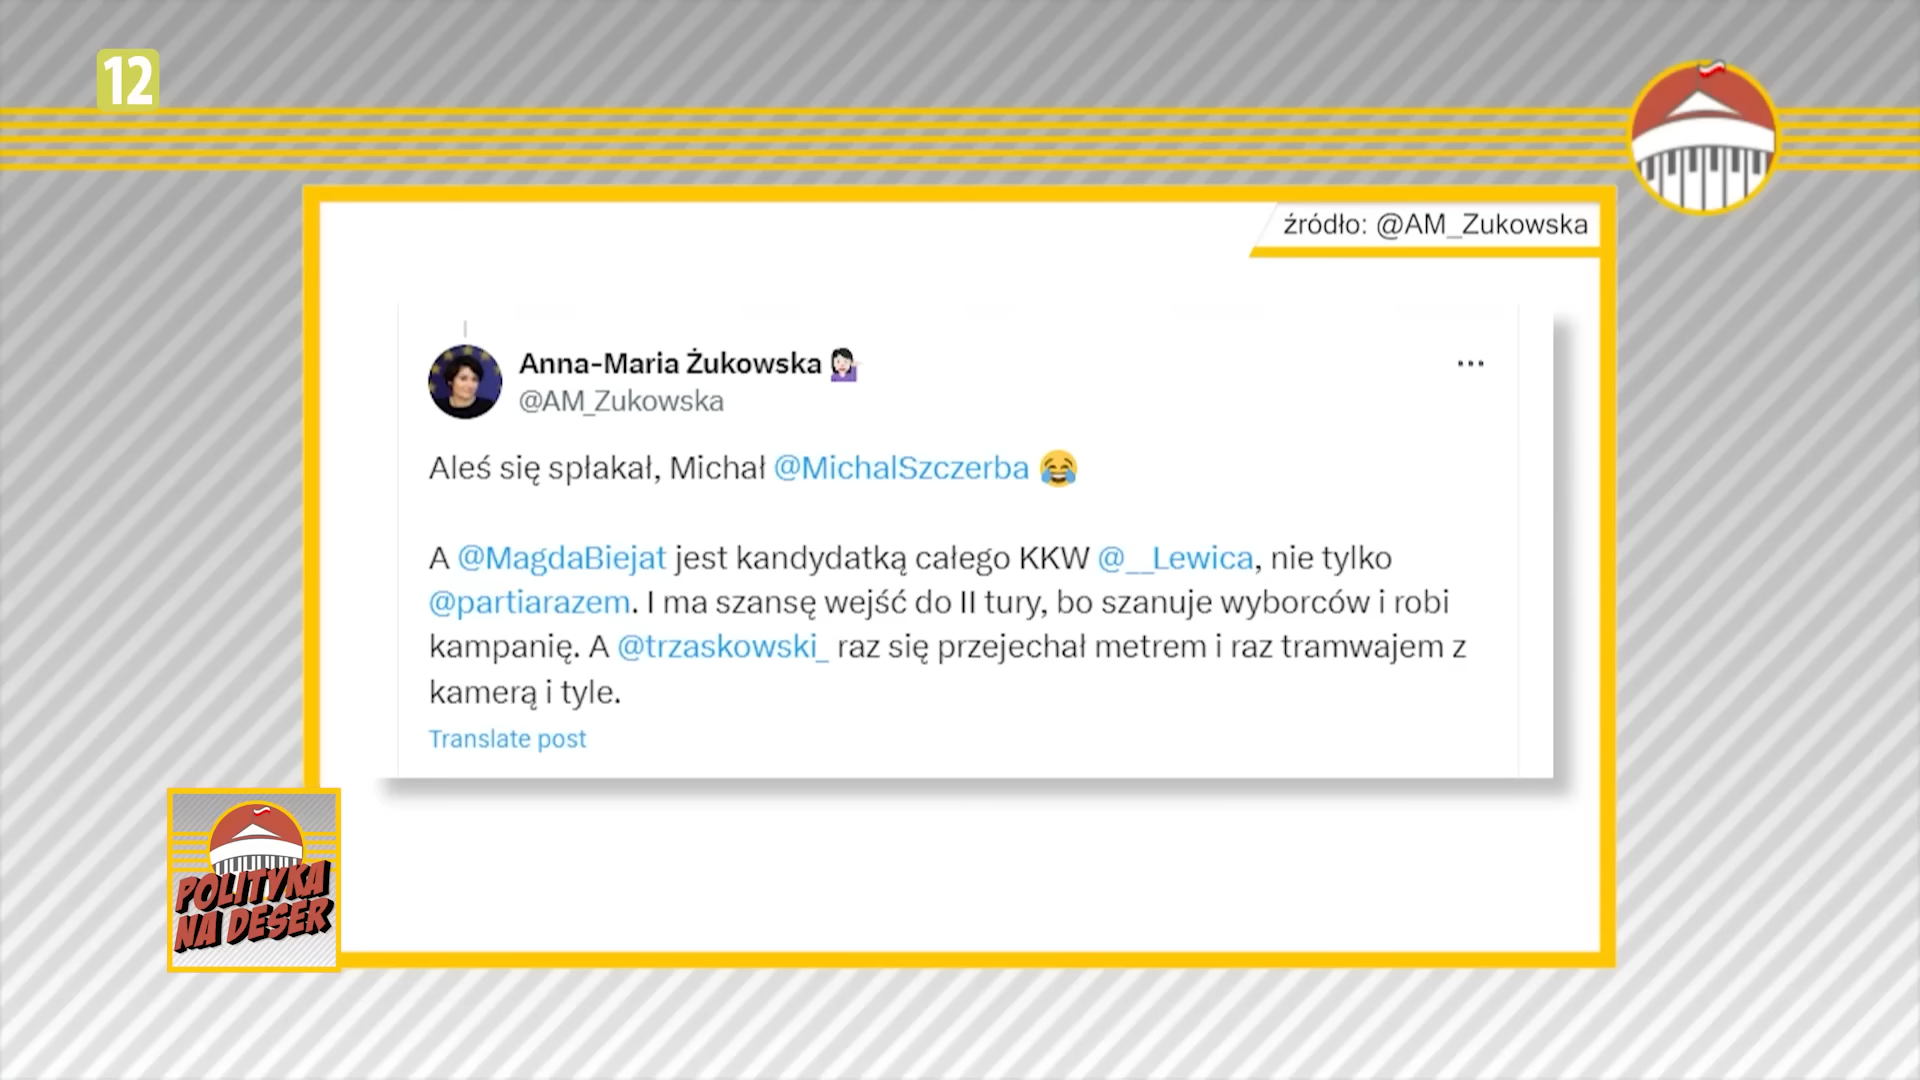 12
źródło: @AM_Zukowska
Anna-Maria Żukowska 💁🏻‍♀️
@AM_Zukowska
Aleś się spłakał, Michał @MichalSzczerba 😂
A @MagdaBiejat jest kandydatką całego KKW @__Lewica, nie tylko
@partiarazem. I ma szansę wejść do II tury, bo szanuje wyborców i robi
kampanię. A @trzaskowski_ raz się przejechał metrem i raz tramwajem z
kamerą i tyle.
Translate post
POLITYKA
NA DESER